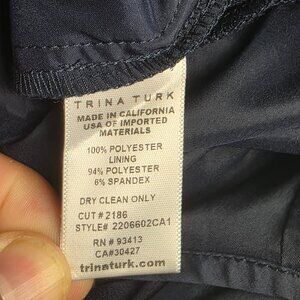 TRINA TURK
MADE IN CALIFORNIA
USA OF IMPORTED
MATERIALS
100% POLYESTER
LINING
94% POLYESTER
6% SPANDEX
DRY CLEAN ONLY
CUT # 2186
STYLE# 2206602CA1
RN # 93413
CA#30427
trinaturk.com